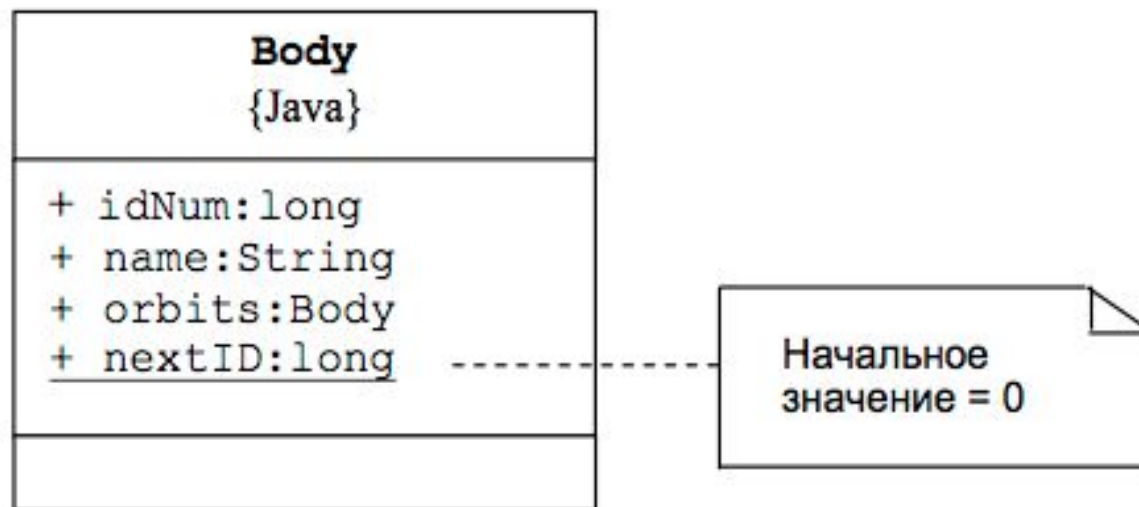 Body
{Java}
+ idNum:long
+ name:String
+ orbits:Body
+ nextID:long
Начальное
значение = 0